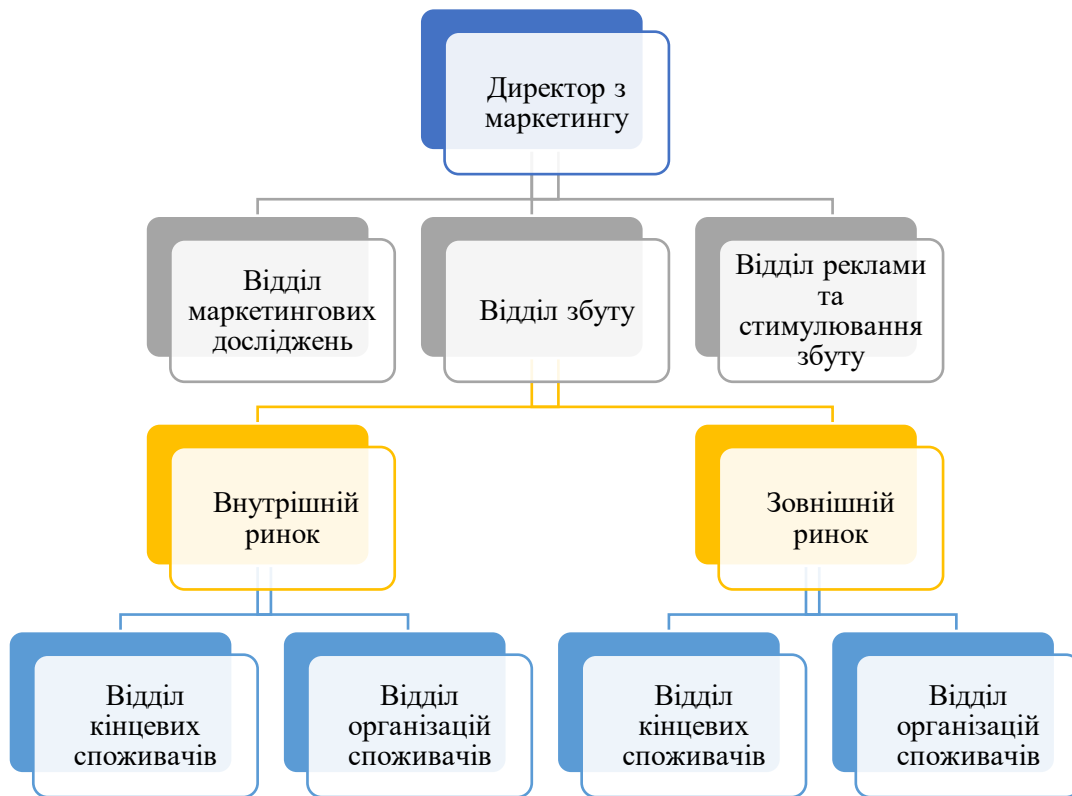 Директор з
маркетингу
Відділ
маркетингових
досліджень
Відділ збуту
Відділ реклами
та
стимулювання
збуту
Внутрішній
ринок
Зовнішній
ринок
Відділ
кінцевих
споживачів
Відділ
організацій
споживачів
Відділ
кінцевих
споживачів
Відділ
організацій
споживачів